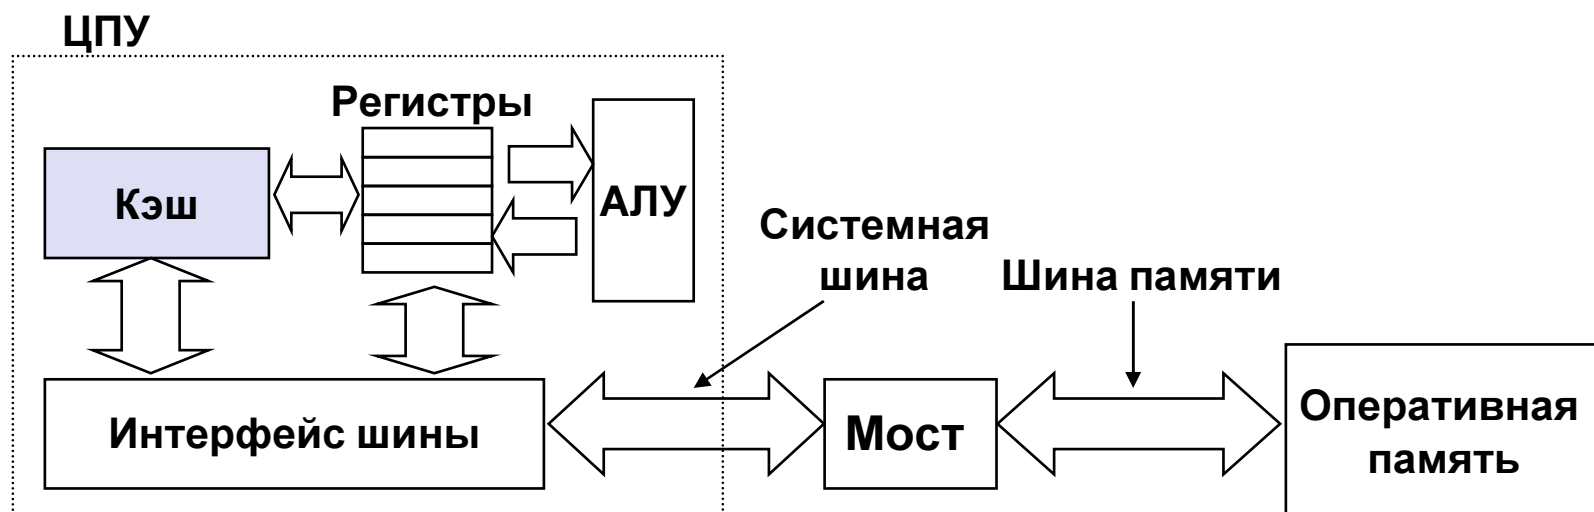 ЦПУ
Регистры
Кэш
АЛУ
Системная
шина
Шина памяти
Интерфейс шины
Мост
Оперативная
память